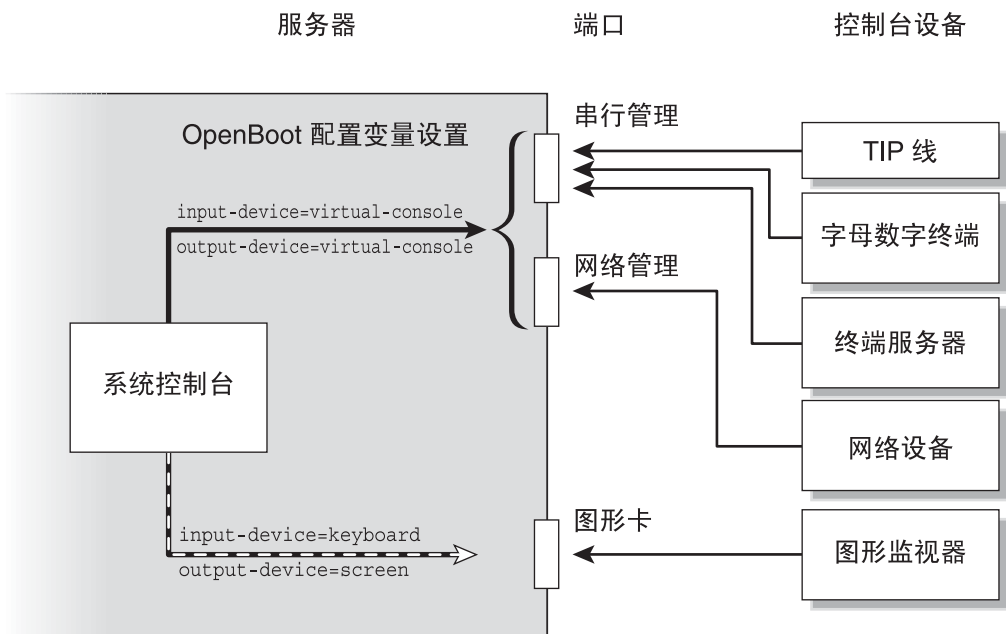 服务器
端口
控制台设备
OpenBoot 配置变量设置
串行管理
TIP 线
input-device=virtual-console
output-device=virtual-console
字母数字终端
网络管理
终端服务器
系统控制台
网络设备
图形卡
input-device=keyboard
output-device=screen
图形监视器